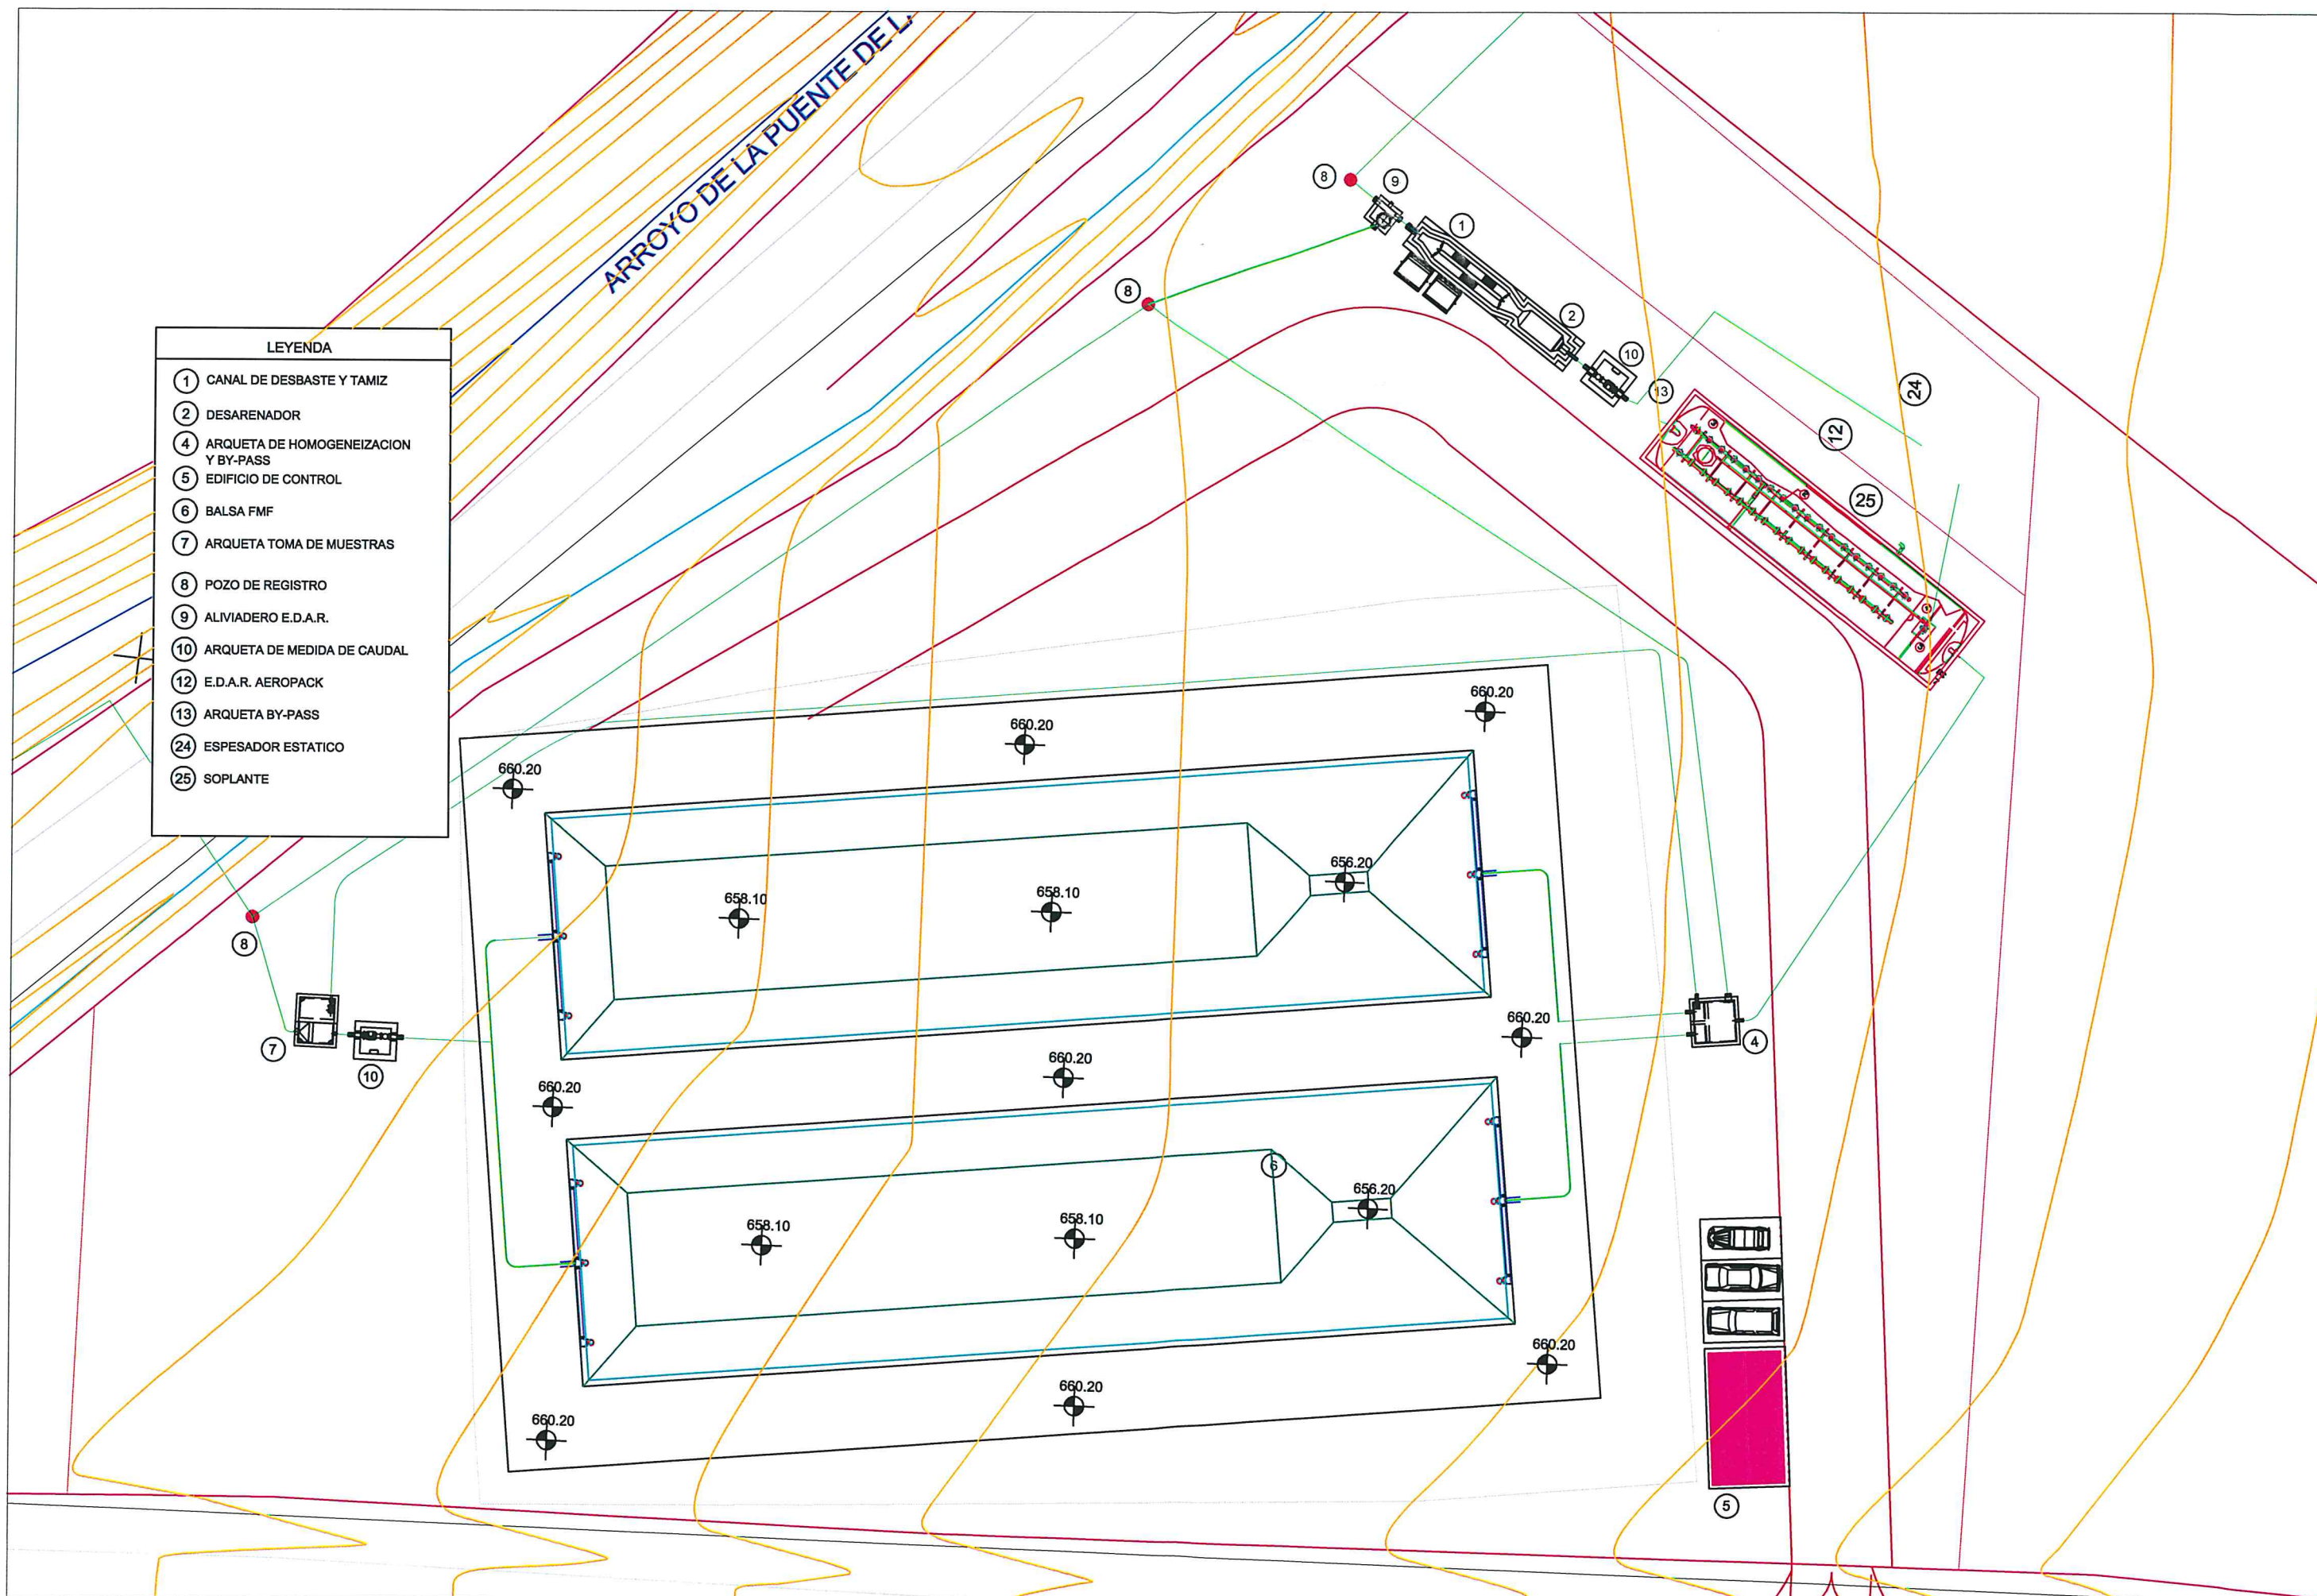 ARROYO DE LA PUENTE DE L
LEYENDA
1 CANAL DE DESBASTE Y TAMIZ
2 DESARENADOR
4 ARQUETA DE HOMOGENEIZACION
Y BY-PASS
5 EDIFICIO DE CONTROL
6 BALSA FMF
7 ARQUETA TOMA DE MUESTRAS
8 POZO DE REGISTRO
9 ALIVIADERO E.D.A.R.
10 ARQUETA DE MEDIDA DE CAUDAL
12 E.D.A.R. AEROPACK
13 ARQUETA BY-PASS
24 ESPESADOR ESTATICO
25 SOPLANTE
8
9
1
8
2
10
13
24
12
25
660.20
660.20
660.20
656.20
658.10
658.10
8
660.20
7
10
4
660.20
660.20
6
656.20
658.10
658.10
660.20
660.20
660.20
5